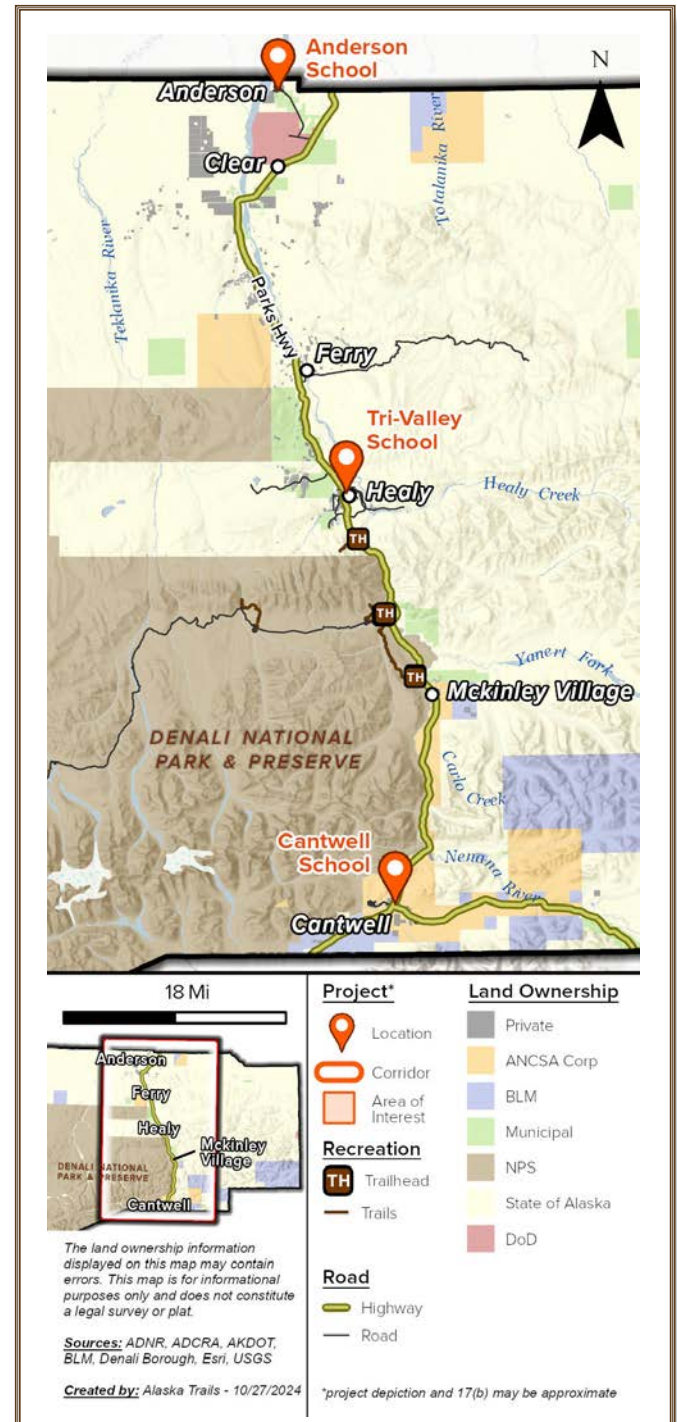 Anderson
School
N
Anderson
Totalanika River
Clear
Teklanika River
Parks Hwy
Ferry
Tri-Valley
School
Healy
Healy Creek
TH
TH
Yanert Fork
TH
Mckinley Village
DENALI NATIONAL
PARK & PRESERVE
Carlo Creek
Cantwell
School
Nenana River
Cantwell
18 Mi
Anderson
Ferry
Healy
Mckinley
Village
DENALI NATIONAL
PARK & PRESERVE
Cantwell
The land ownership information
displayed on this map may contain
errors. This map is for informational
purposes only and does not constitute
a legal survey or plat.
Sources: ADNR, ADCRA, AKDOT,
BLM, Denali Borough, Esri, USGS
Created by: Alaska Trails - 10/27/2024
Project*
Location
Corridor
Area of
Interest
Recreation
TH Trailhead
Trails
Road
Highway
Road
Land Ownership
Private
ANCSA Corp
BLM
Municipal
NPS
State of Alaska
DoD
*project depiction and 17(b) may be approximate